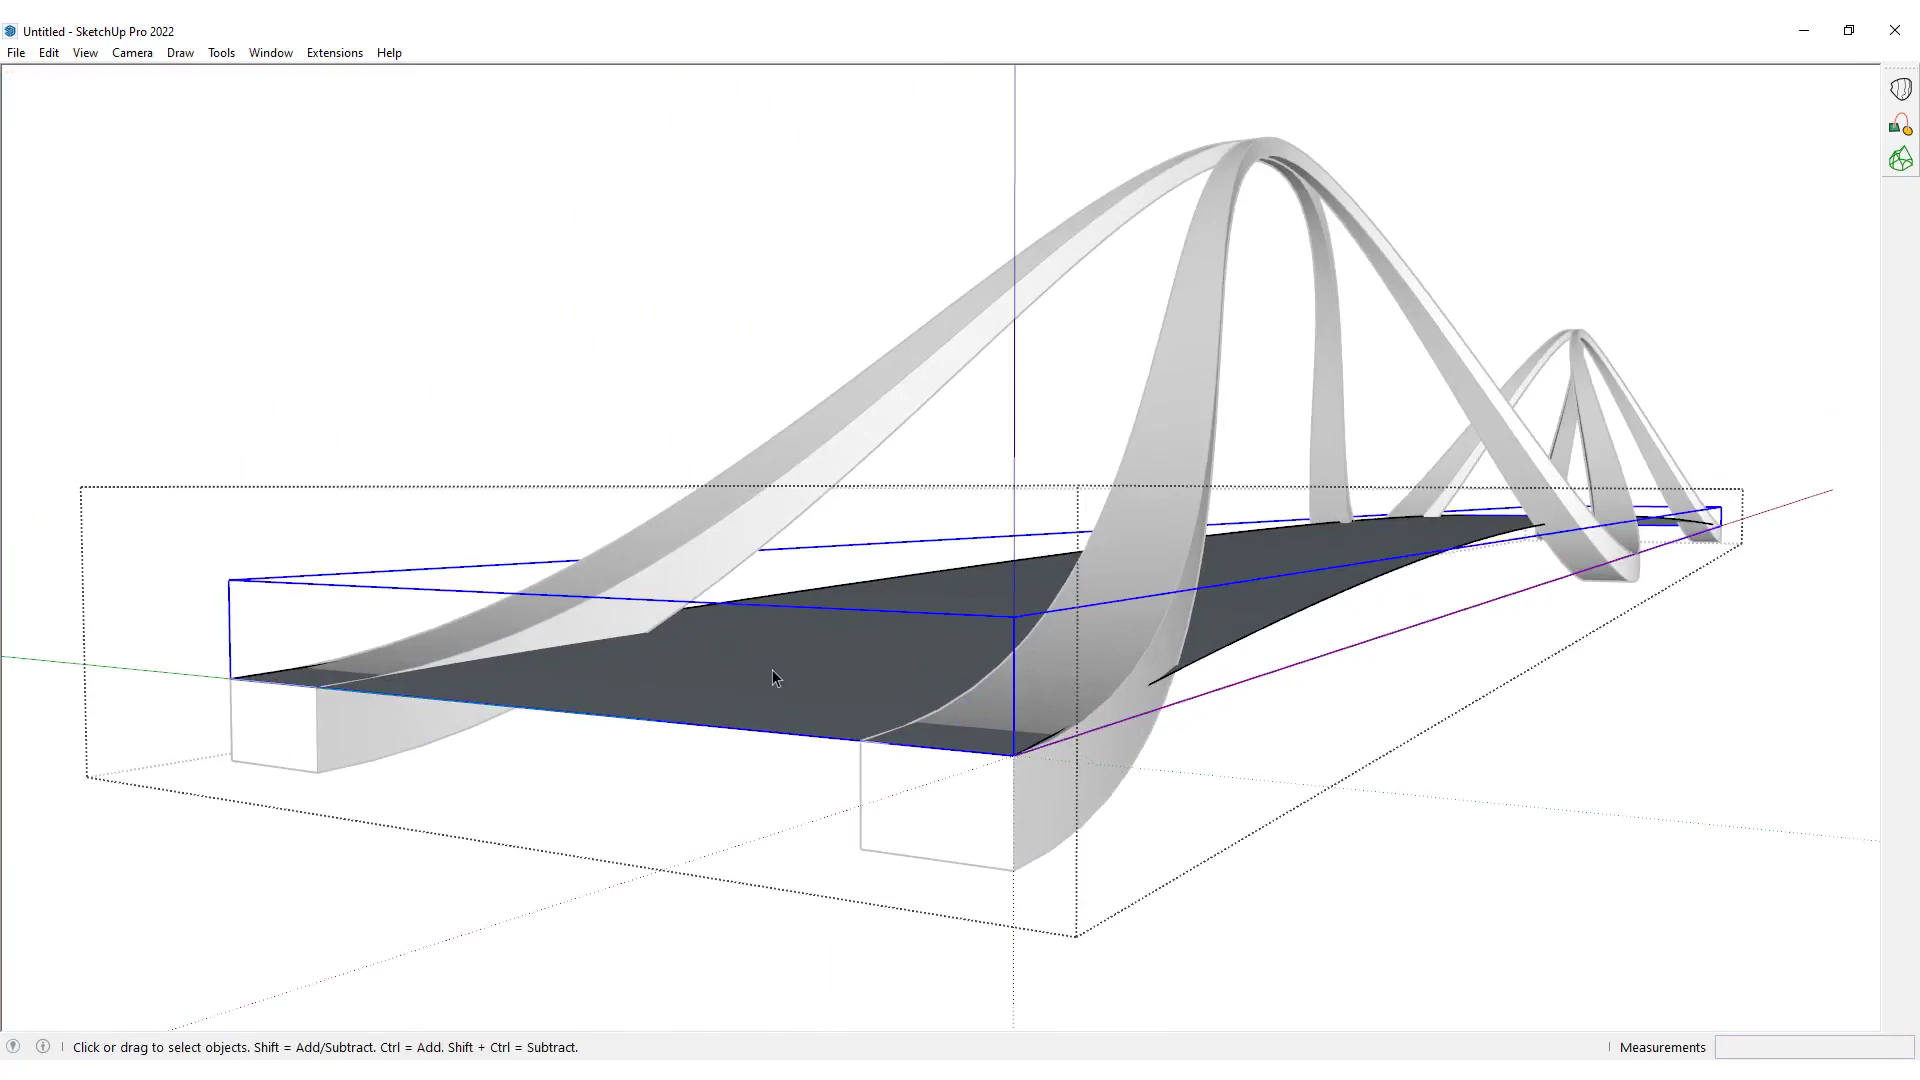 Untitled - SketchUp Pro 2022
File Edit View Camera Draw Tools Window Extensions Help
Click or drag to select objects. Shift = Add/Subtract. Ctrl = Add. Shift + Ctrl = Subtract.
Measurements